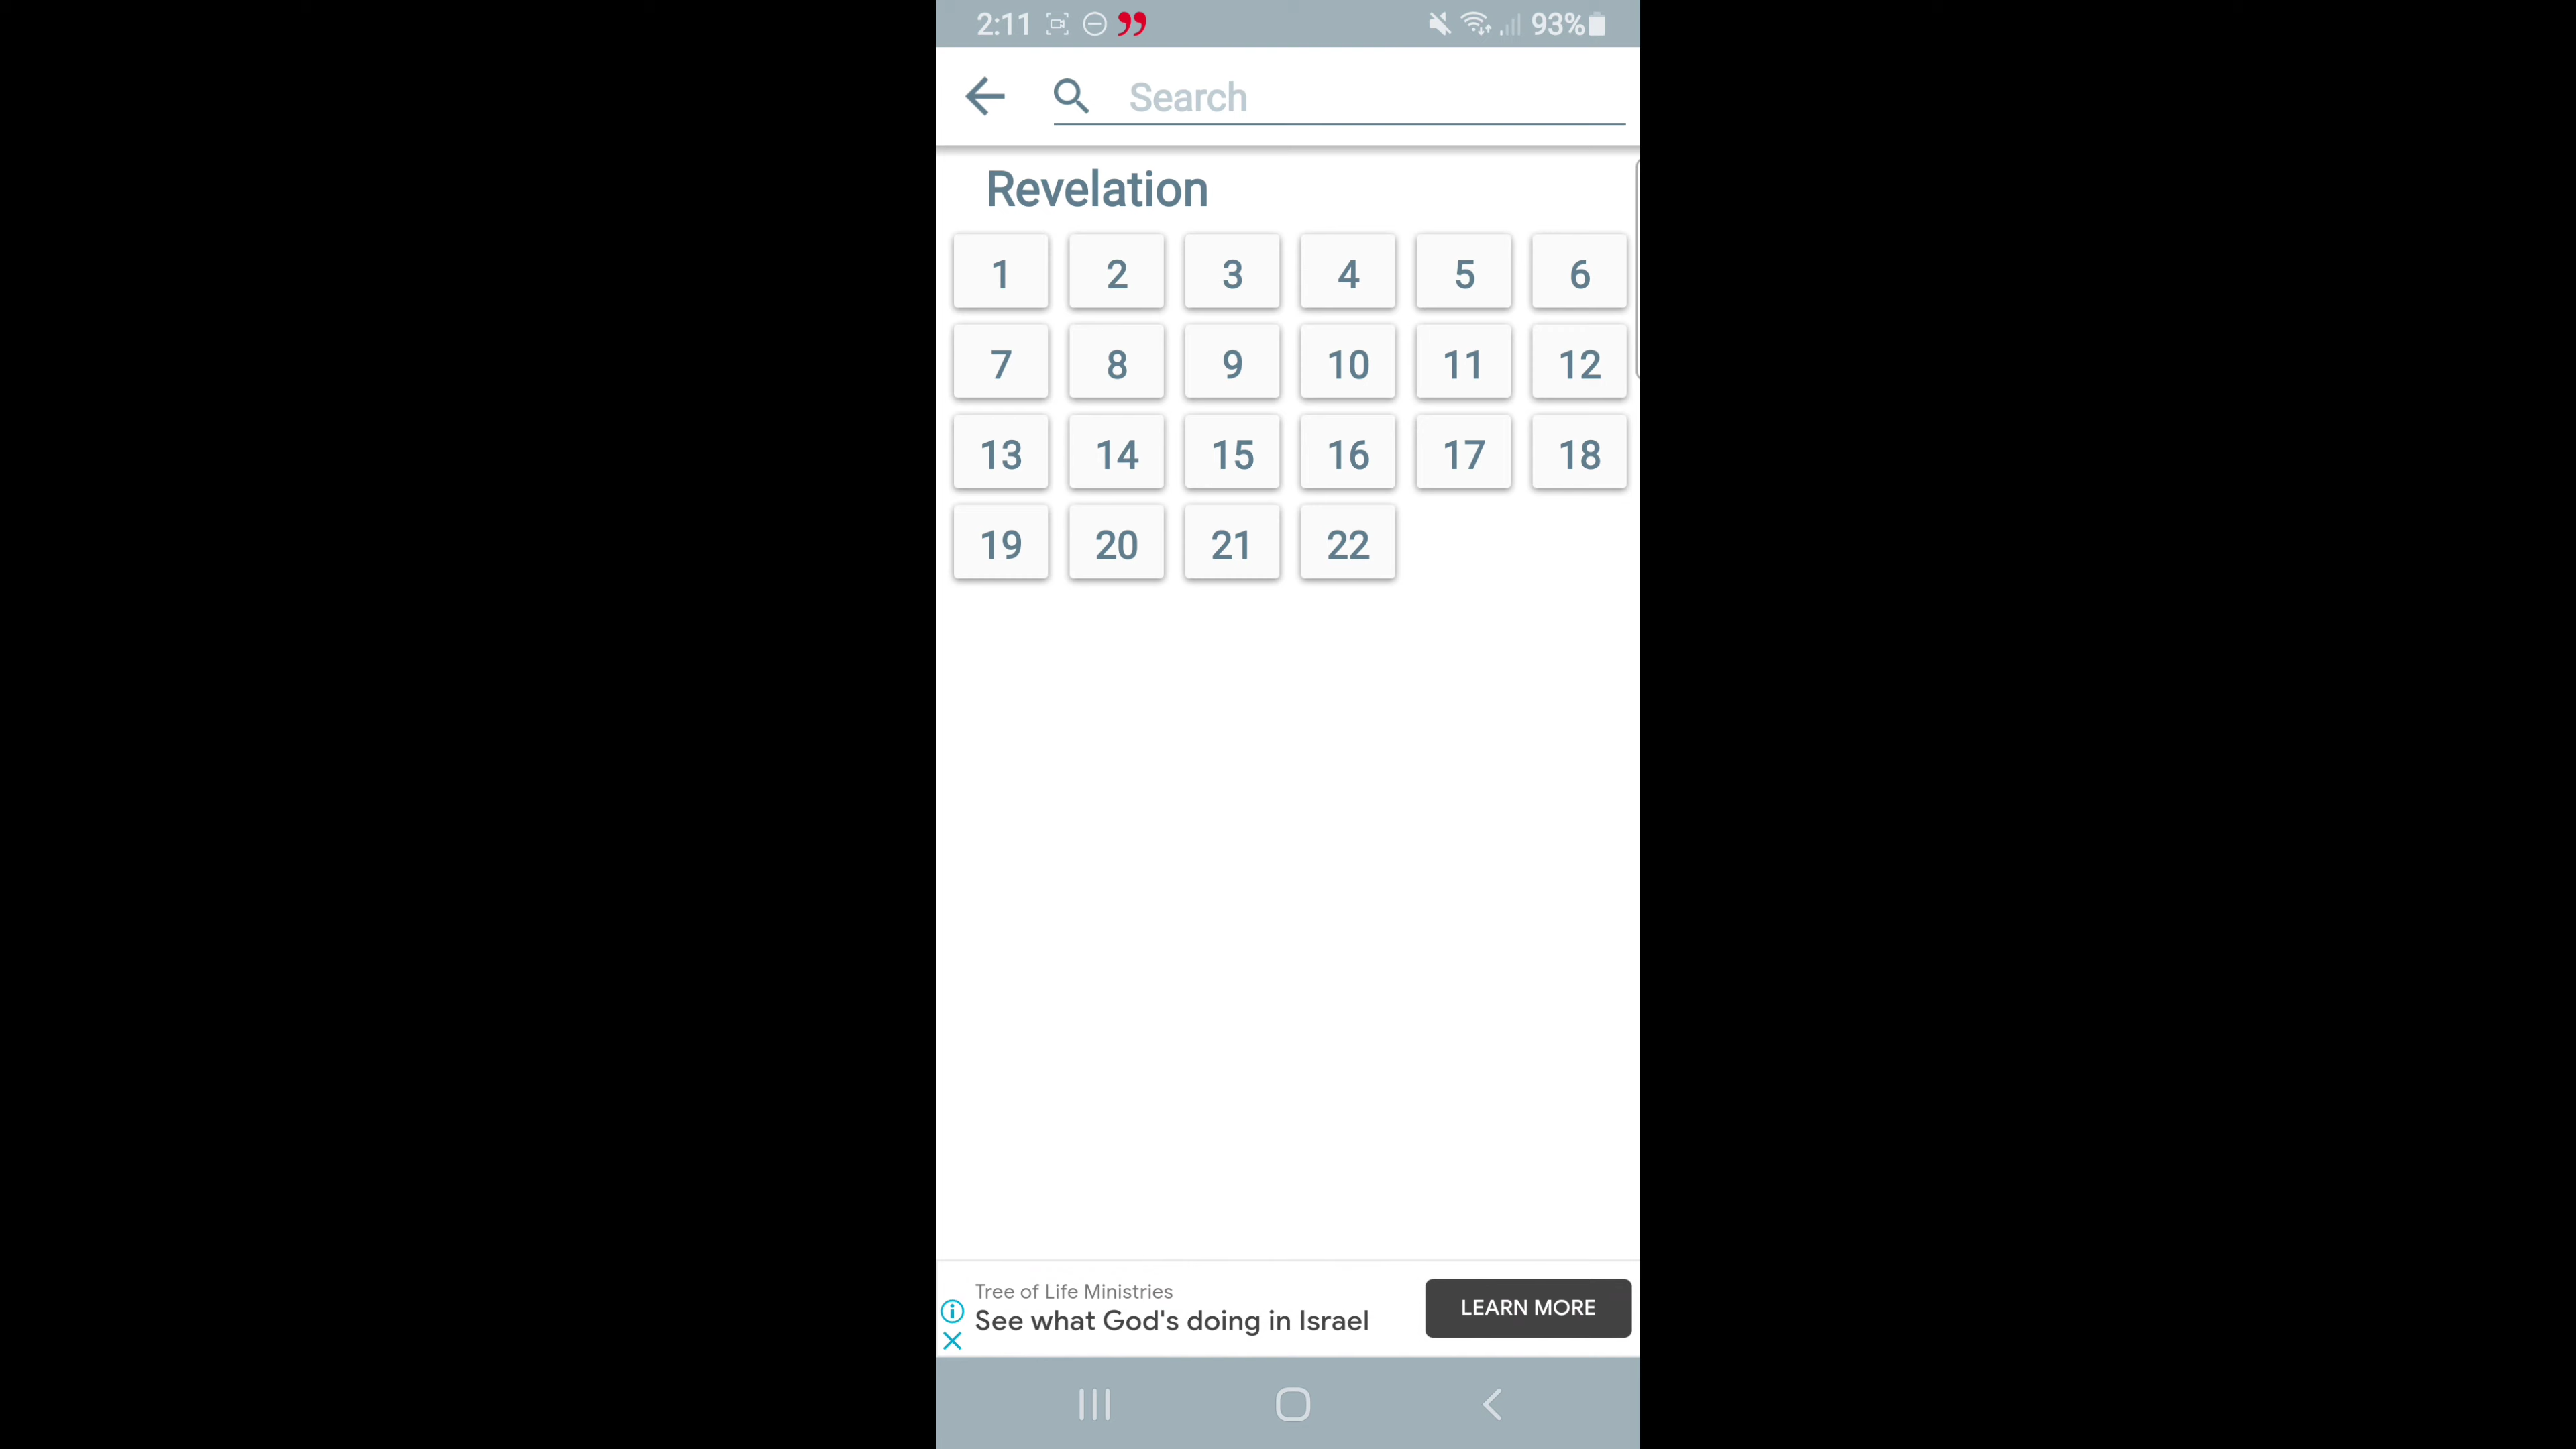 2:11 93%
Search
Revelation
1 2 3 4 5 6
7 8 9 10 11 12
13 14 15 16 17 18
19 20 21 22
Tree of Life Ministries
See what God's doing in Israel
LEARN MORE